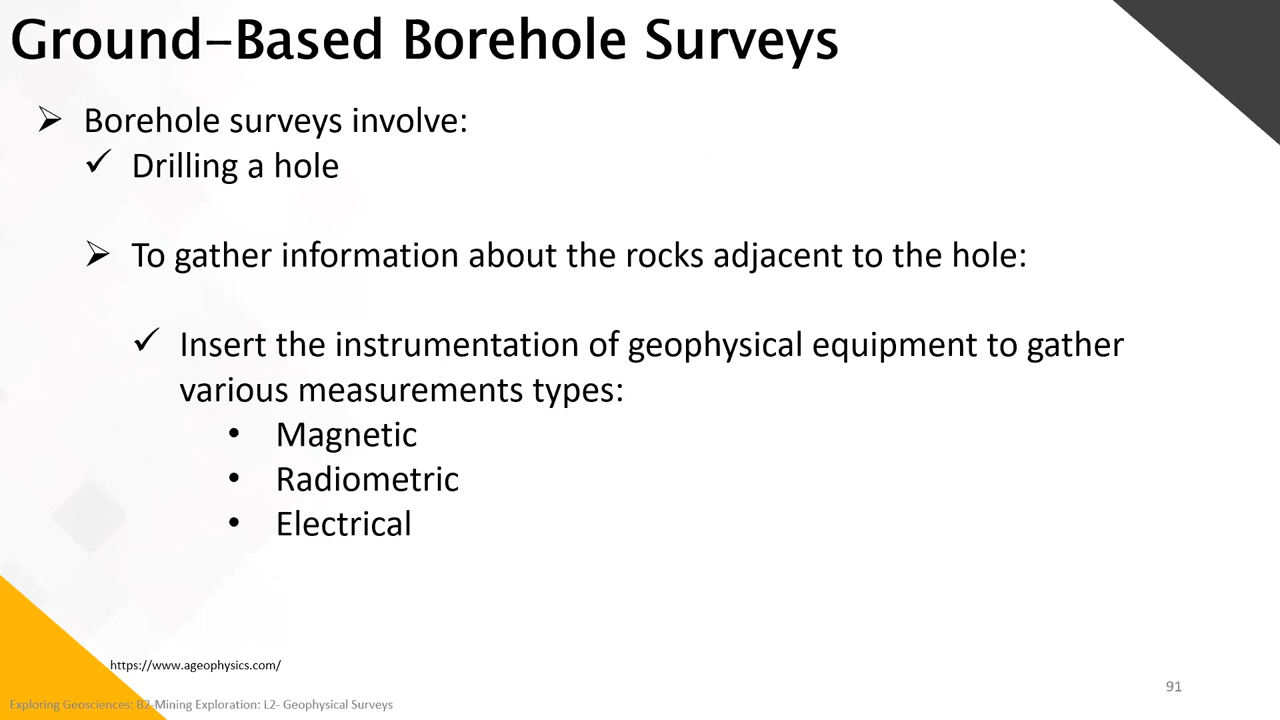 Ground-Based Borehole Surveys
➢ Borehole surveys involve:
✓ Drilling a hole
➢ To gather information about the rocks adjacent to the hole:
✓ Insert the instrumentation of geophysical equipment to gather
various measurements types:
• Magnetic
• Radiometric
• Electrical
https://www.ageophysics.com/
91
Exploring Geosciences: B2-Mining Exploration: L2- Geophysical Surveys